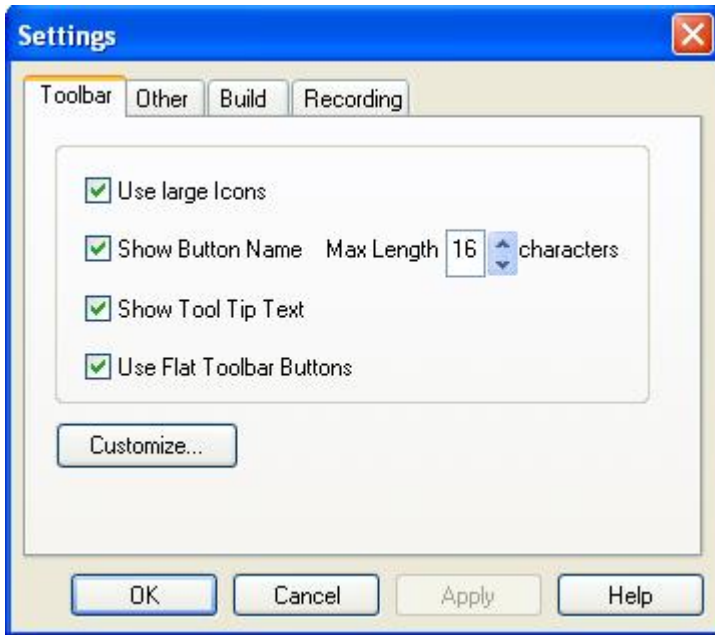 Settings
Toolbar Other Build Recording
Use large Icons
Show Button Name Max Length 16 characters
Show Tool Tip Text
Use Flat Toolbar Buttons
Customize...
OK Cancel Apply Help